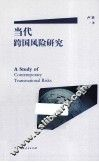 当代
跨国风险研究
A Study of
Contemporary
Transnational Risks